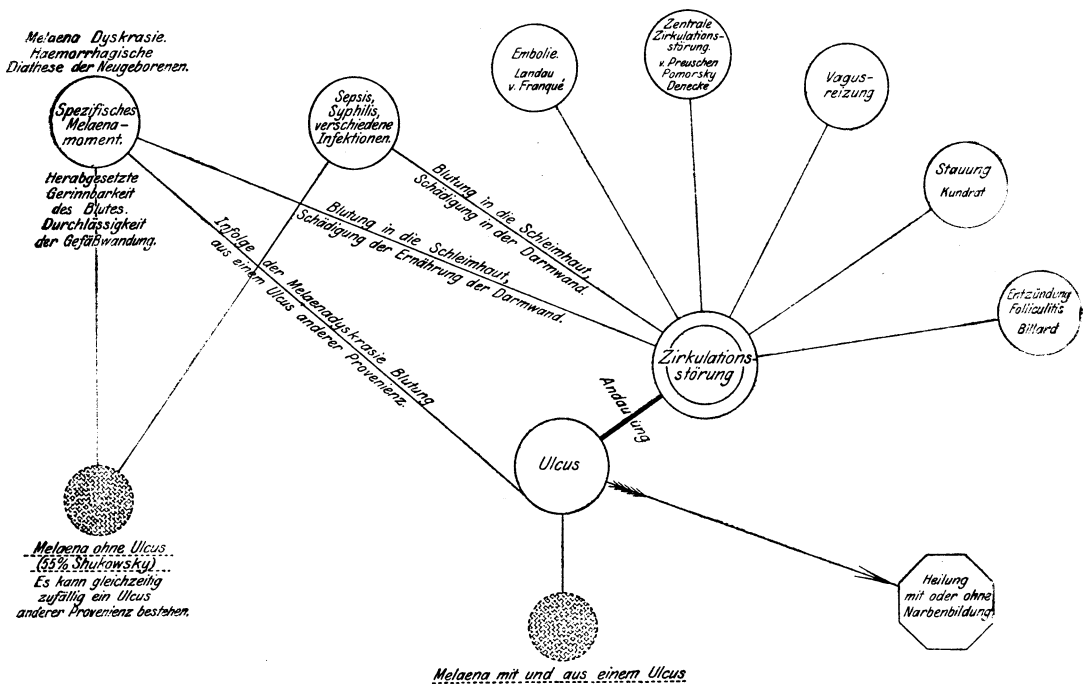 Melaena Dyskrasie.
Haemorrhagische
Diathese der Neugeborenen.
Spezifisches
Melaena-
moment.
Herabgesetzte
Gerinnbarkeit
des Blutes.
Durchlässigkeit
der Gefäßwandung.
Sepsis,
Syphilis,
verschiedene
Infektionen.
Embolie.
Landau
v. Franqué,
Zentrale
Zirkulations-
störung.
v. Preuschen
Pomorsky
Denecke
Vagus-
reizung
Stauung
Kundrat
Entzündung
Folliculitis
Billard
Blutung in die Schleimhaut,
Schädigung in der Darmwand.
Blutung in die Schleimhaut,
Schädigung der Ernährung der Darmwand.
Infolge der Melaenadyskrasie Blutung
aus einem Ulcus anderer Provenienz.
Zirkulations-
störung
Andauung
Ulcus
Melaena ohne Ulcus
(55% Shukowsky)
Es kann gleichzeitig
zufällig ein Ulcus
anderer Provenienz bestehen.
Heilung
mit oder ohne
Narbenbildung
Melaena mit und aus einem Ulcus